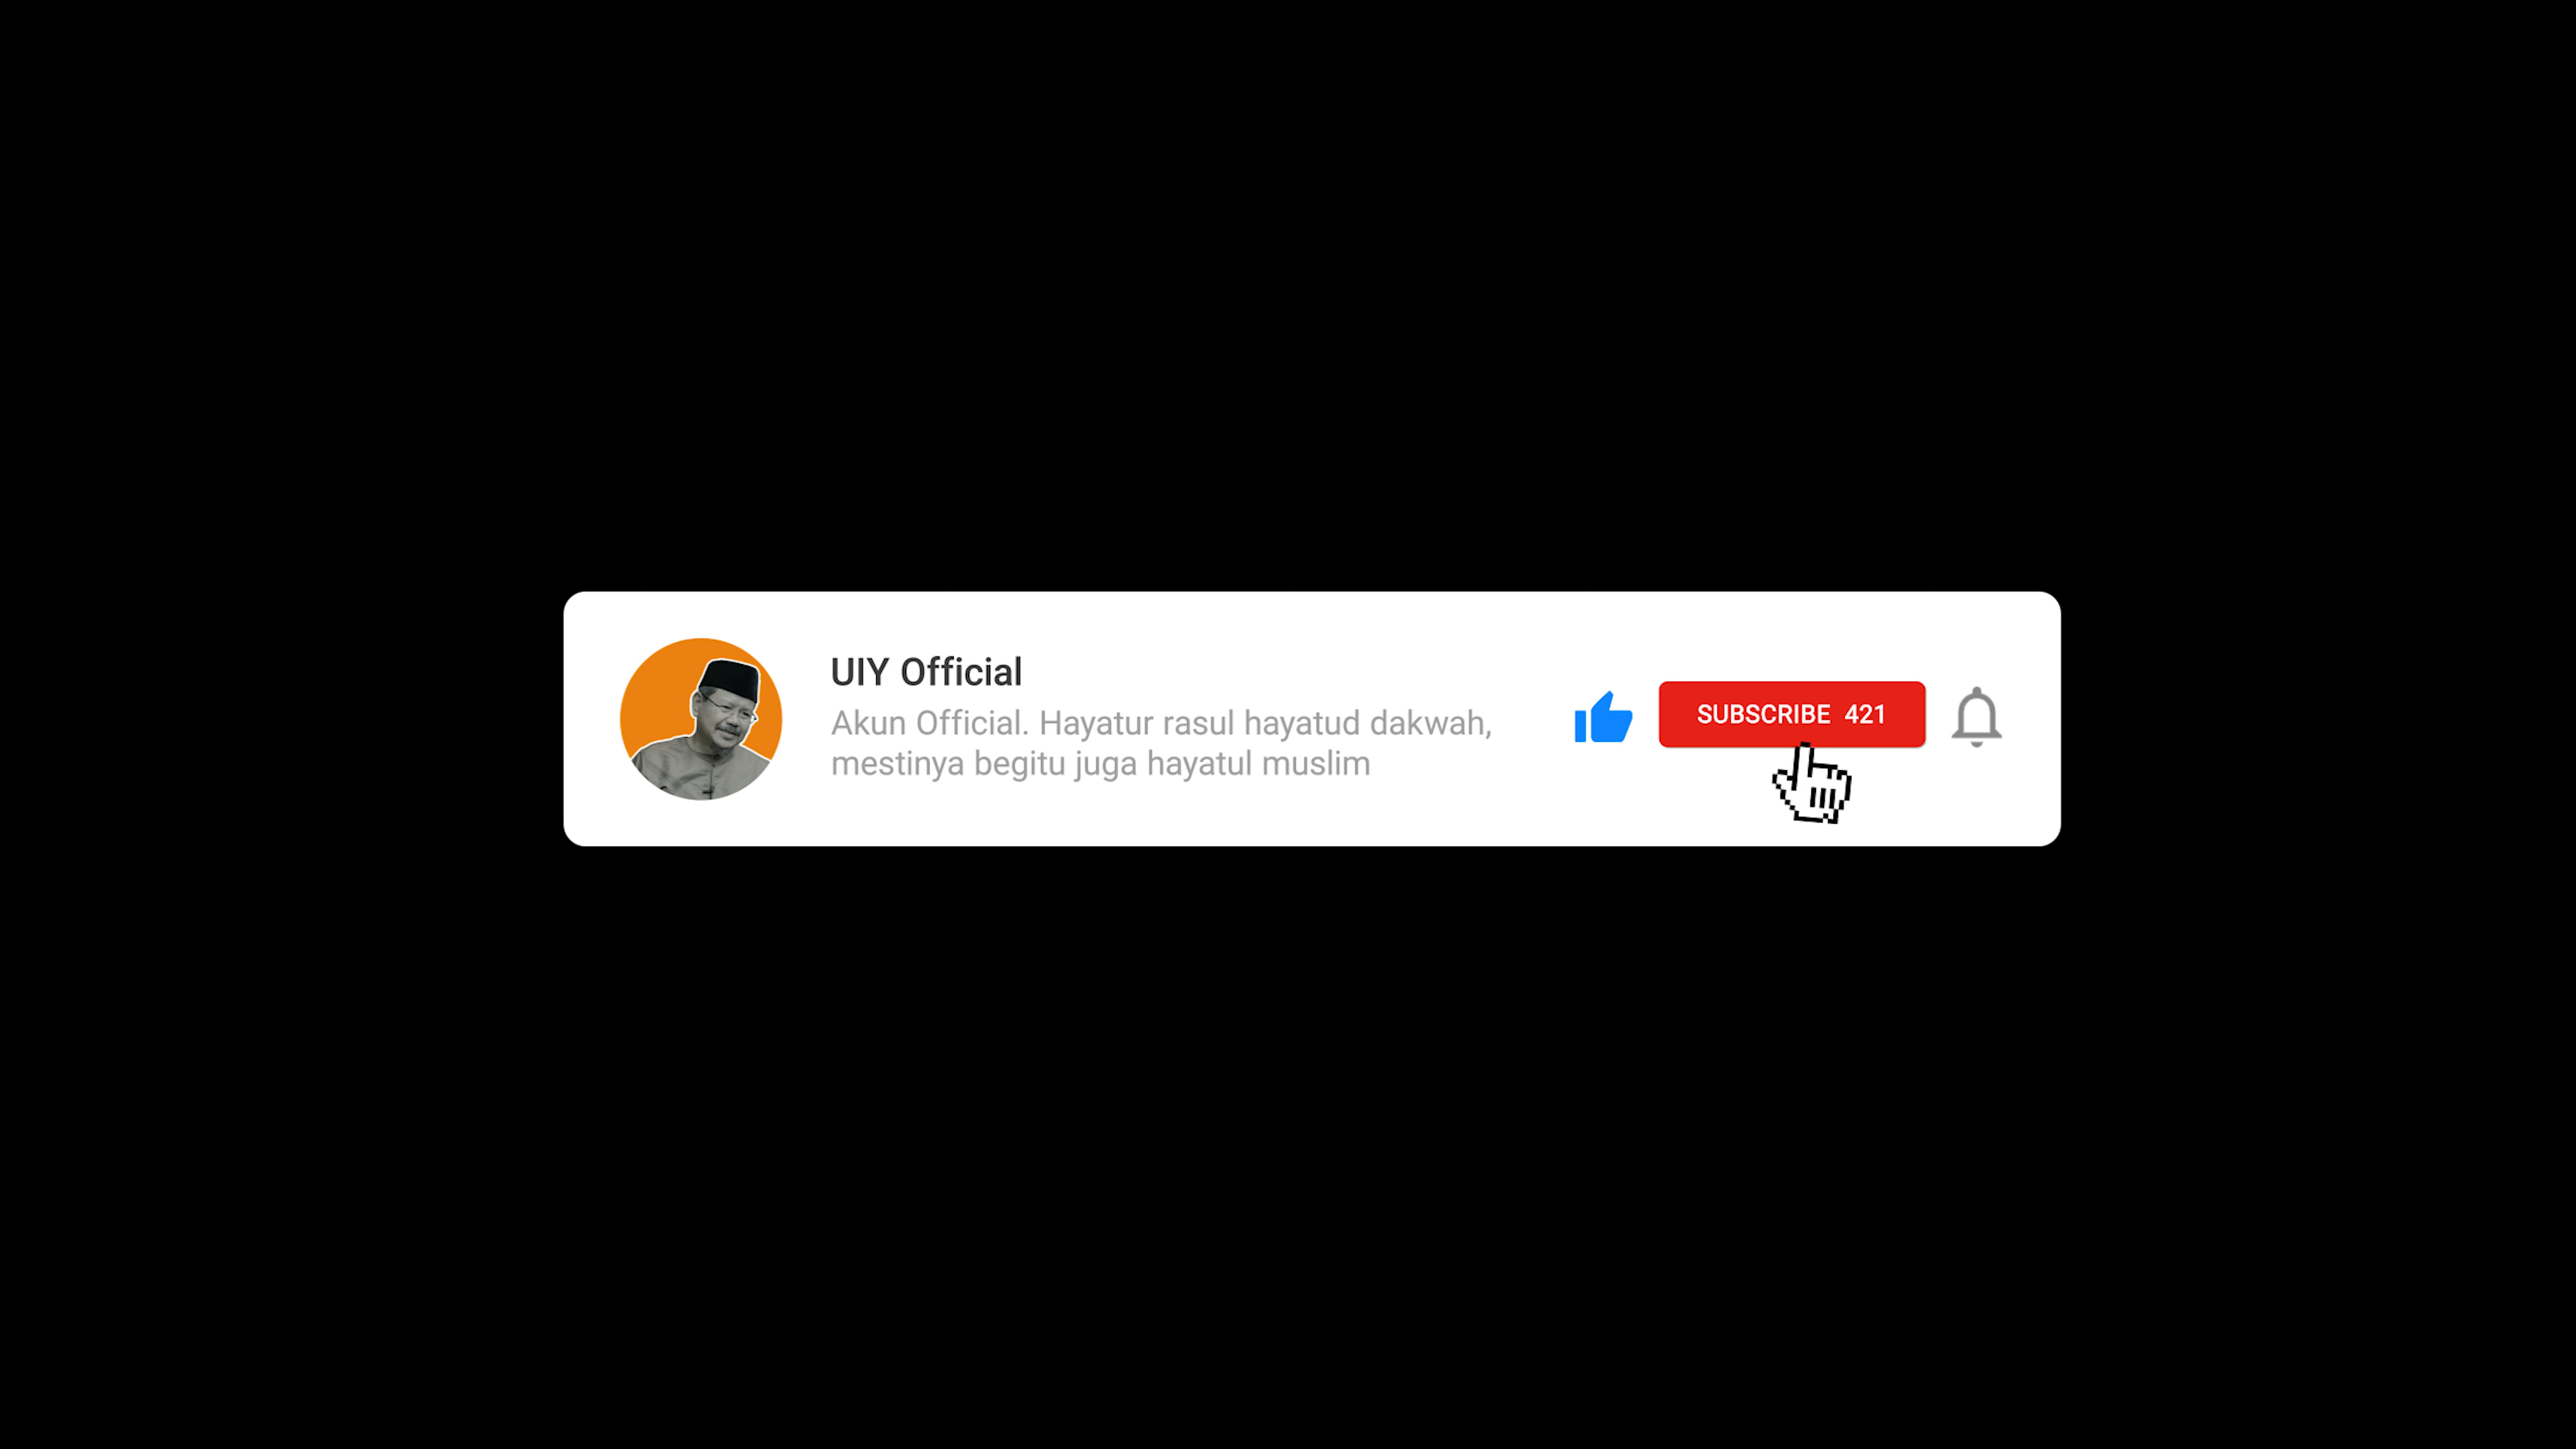 UIY Official
Akun Official. Hayatur rasul hayatud dakwah,
mestinya begitu juga hayatul muslim
SUBSCRIBE 421